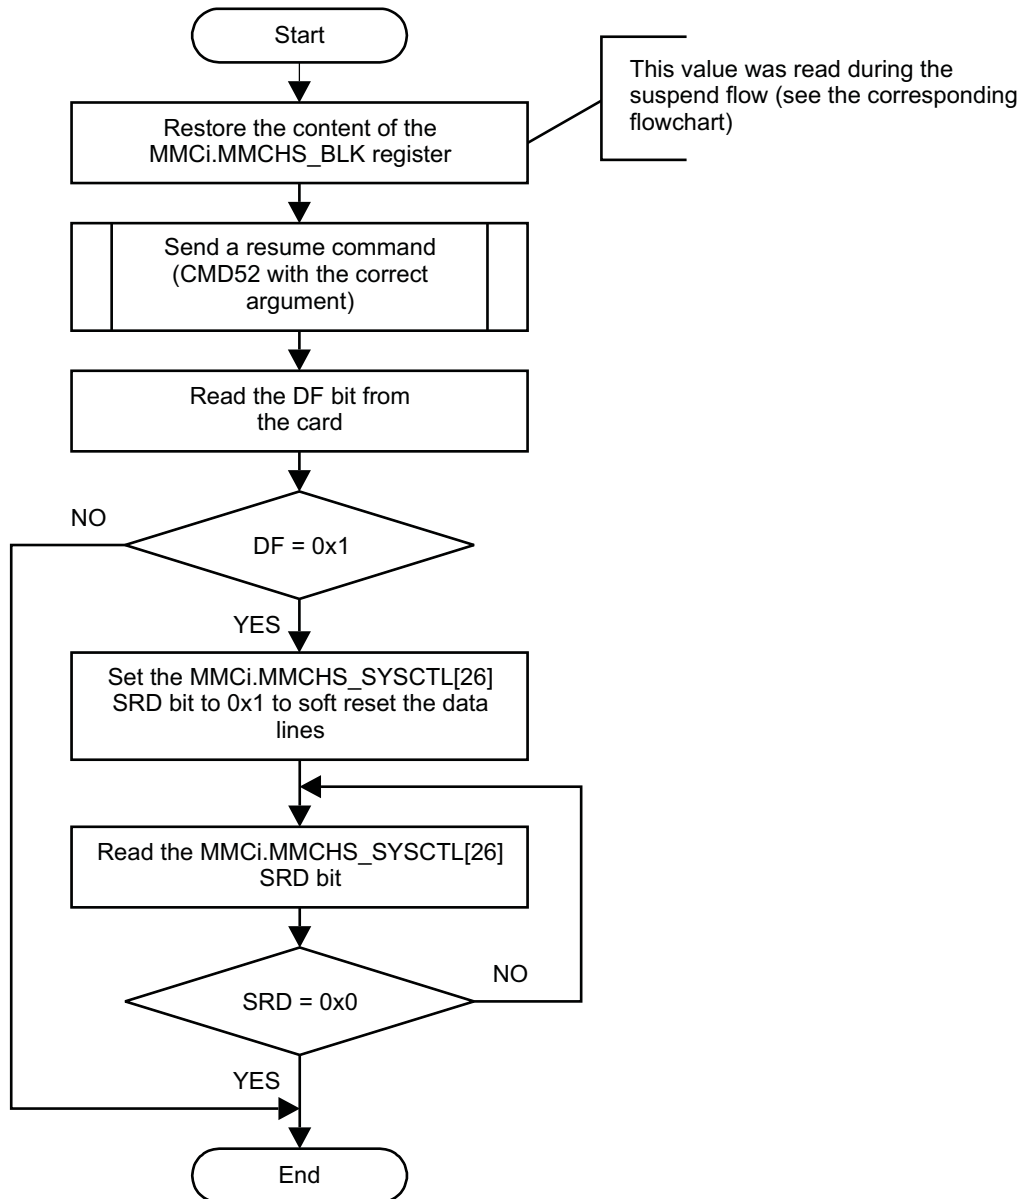 Start
This value was read during the
suspend flow (see the corresponding
flowchart)
Restore the content of the
MMCi.MMCHS_BLK register
Send a resume command
(CMD52 with the correct
argument)
Read the DF bit from
the card
NO
DF = 0x1
YES
Set the MMCi.MMCHS_SYSCTL[26]
SRD bit to 0x1 to soft reset the data
lines
Read the MMCi.MMCHS_SYSCTL[26]
SRD bit
NO
SRD = 0x0
YES
End